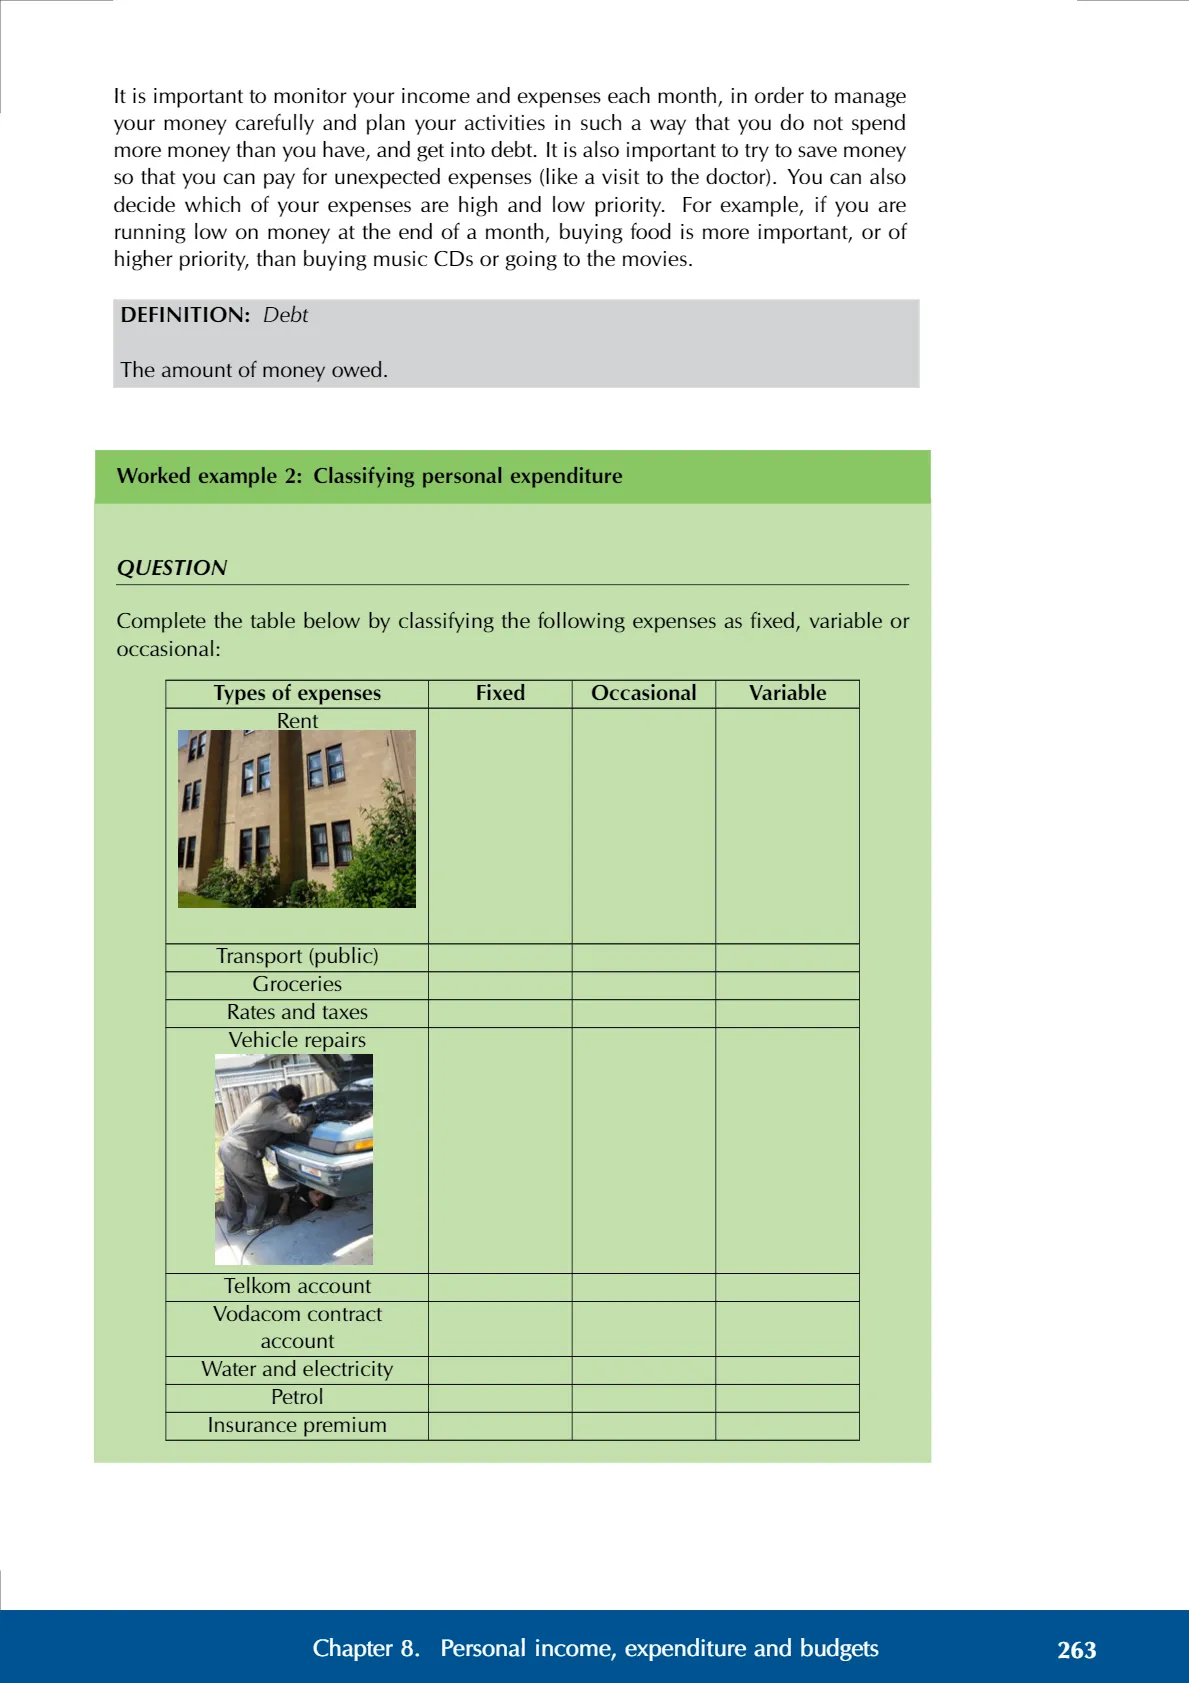 It is important to monitor your income and expenses each month, in order to manage
your money carefully and plan your activities in such a way that you do not spend
more money than you have, and get into debt. It is also important to try to save money
so that you can pay for unexpected expenses (like a visit to the doctor). You can also
decide which of your expenses are high and low priority. For example, if you are
running low on money at the end of a month, buying food is more important, or of
higher priority, than buying music CDs or going to the movies.
DEFINITION: Debt
The amount of money owed.
Worked example 2: Classifying personal expenditure
QUESTION
Complete the table below by classifying the following expenses as fixed, variable or
occasional:
Types of expenses Fixed Occasional Variable
Rent
Transport (public)
Groceries
Rates and taxes
Vehicle repairs
Telkom account
Vodacom contract
account
Water and electricity
Petrol
Insurance premium
Chapter 8. Personal income, expenditure and budgets 263